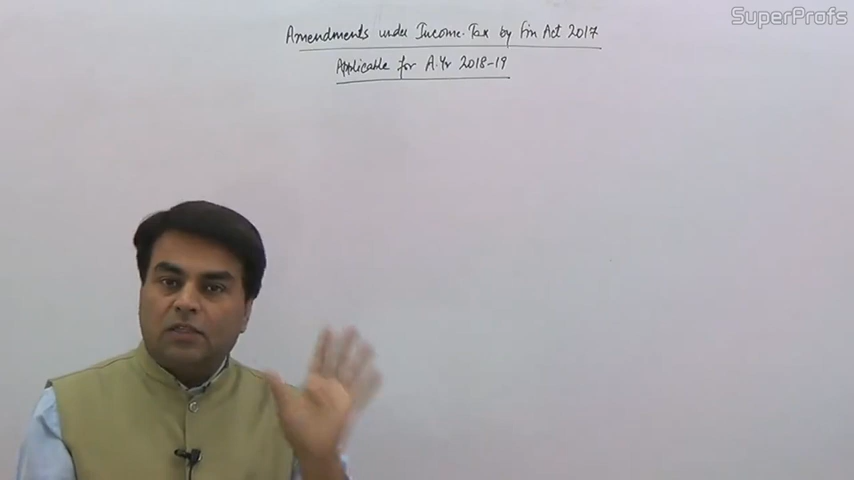 SuperProfs
Amendments under Income-Tax by Fin Act 2017
Applicable for A.Yr 2018-19